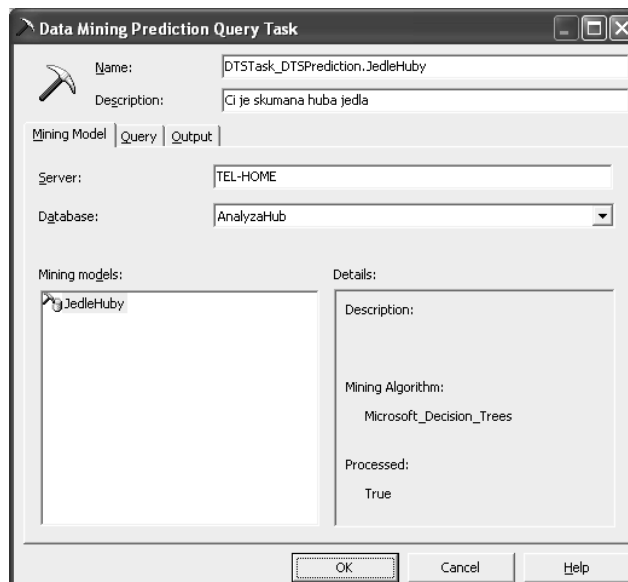 Data Mining Prediction Query Task
Name: DTSTask_DTSPrediction.JedleHuby
Description: Ci je skumana huba jedla
Mining Model Query Output
Server: TEL-HOME
Database: AnalyzaHub
Mining models:
JedleHuby
Details:
Description:
Mining Algorithm:
Microsoft_Decision_Trees
Processed:
True
OK Cancel Help